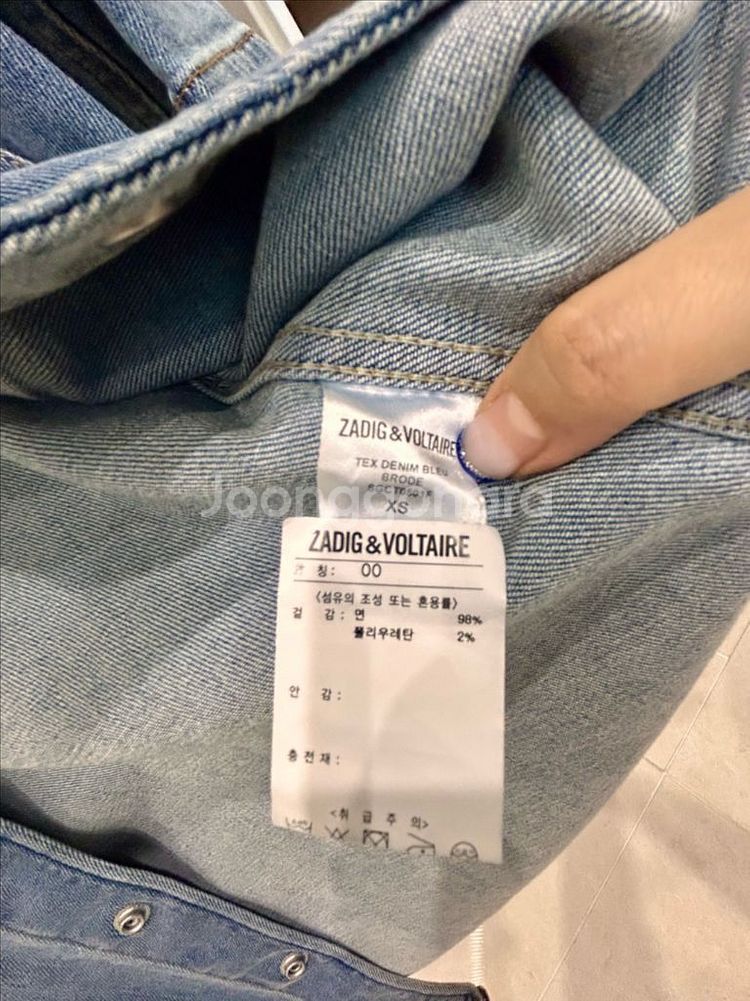 ZADIG & VOLTAIRE
TEX DENIM BLEU
BRODE
XS
Joonggonara
ZADIG & VOLTAIRE
칭: 00
〈섬유의 조성 또는 혼용률〉
겉 감: 면 98%
폴리우레탄 2%
안 감:
충전재:
〈취급주의〉